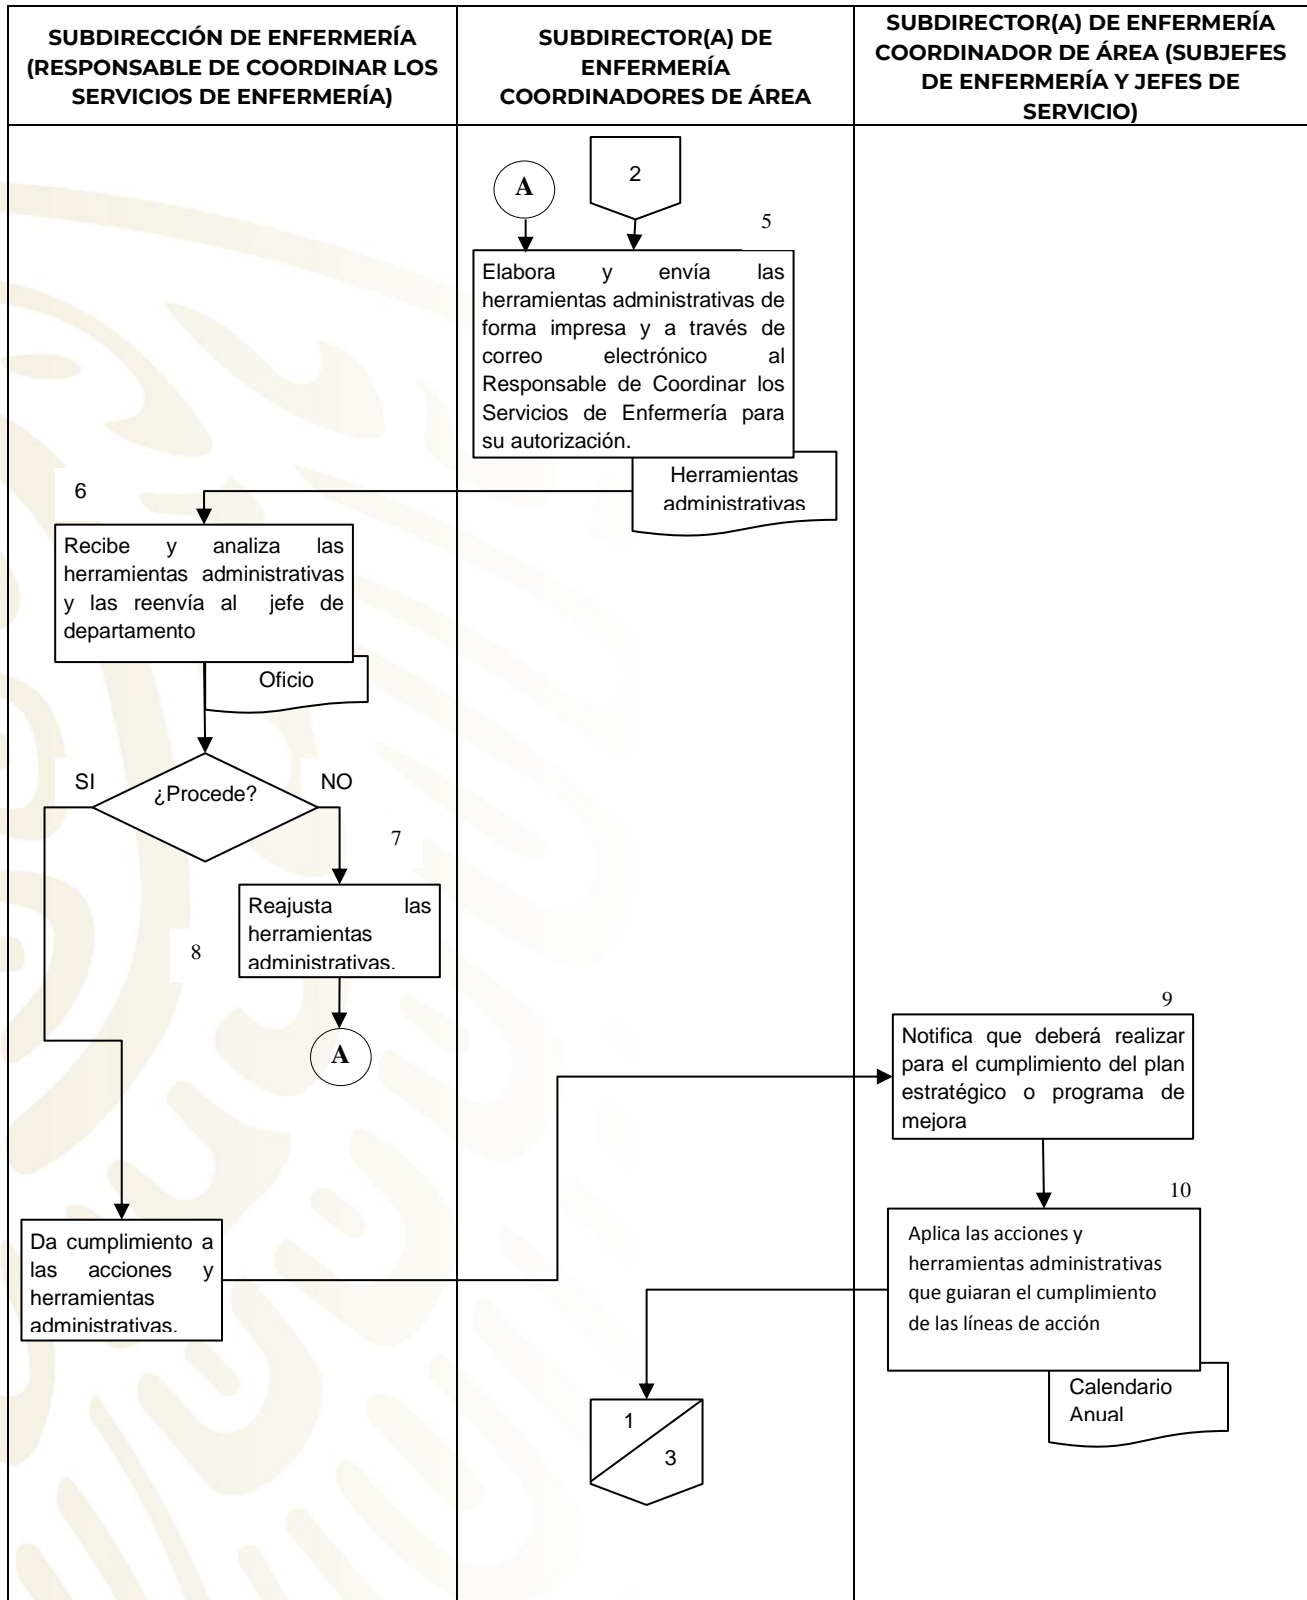 SUBDIRECCIÓN DE ENFERMERÍA
(RESPONSABLE DE COORDINAR LOS
SERVICIOS DE ENFERMERÍA)
SUBDIRECTOR(A) DE
ENFERMERÍA
COORDINADORES DE ÁREA
SUBDIRECTOR(A) DE ENFERMERÍA
COORDINADOR DE ÁREA (SUBJEFES
DE ENFERMERÍA Y JEFES DE
SERVICIO)
A
2
5
Elabora y envía las
herramientas administrativas de
forma impresa y a través de
correo electrónico al
Responsable de Coordinar los
Servicios de Enfermería para
su autorización.
Herramientas
administrativas
6
Recibe y analiza las
herramientas administrativas
y las reenvía al jefe de
departamento
Oficio
¿Procede?
SI
NO
7
Reajusta las
herramientas
administrativas.
8
A
Da cumplimiento a
las acciones y
herramientas
administrativas.
9
Notifica que deberá realizar
para el cumplimiento del plan
estratégico o programa de
mejora
10
Aplica las acciones y
herramientas administrativas
que guiaran el cumplimiento
de las líneas de acción
Calendario
Anual
1
3